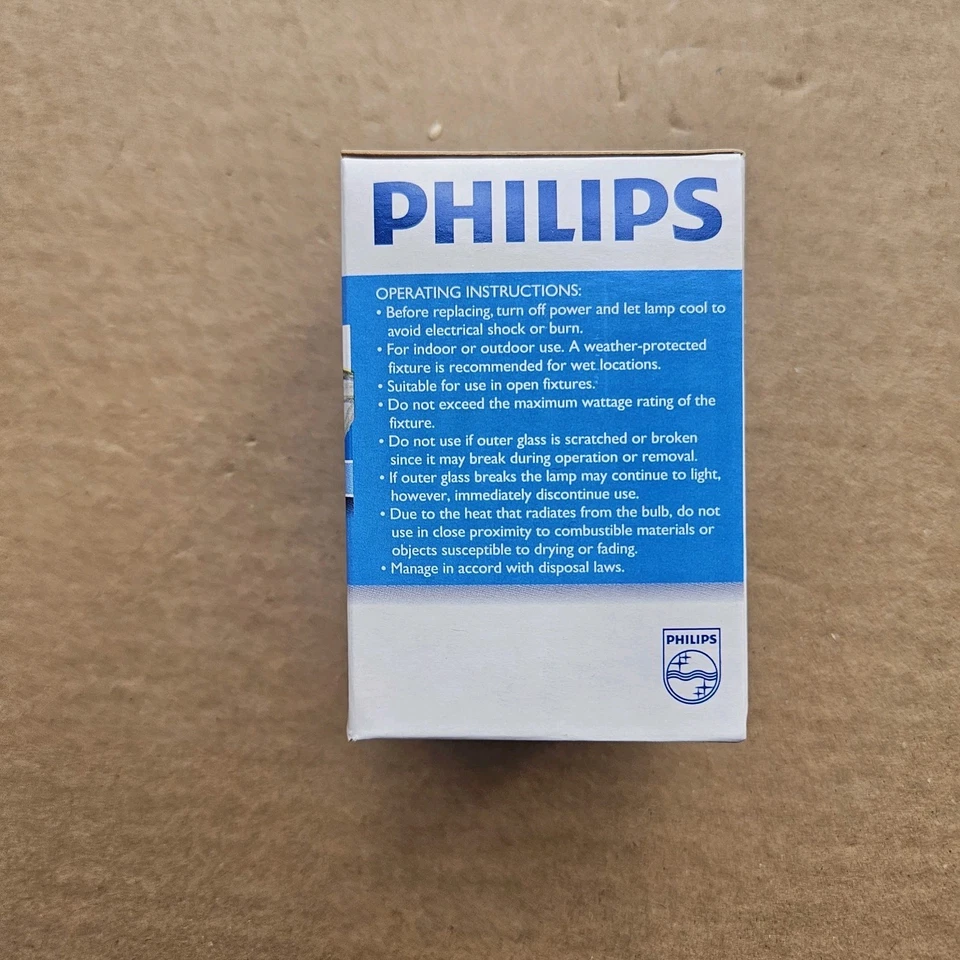 PHILIPS
OPERATING INSTRUCTIONS:
• Before replacing, turn off power and let lamp cool to
avoid electrical shock or burn.
• For indoor or outdoor use. A weather-protected
fixture is recommended for wet locations.
• Suitable for use in open fixtures.
• Do not exceed the maximum wattage rating of the
fixture.
• Do not use if outer glass is scratched or broken
since it may break during operation or removal.
• If outer glass breaks the lamp may continue to light,
however, immediately discontinue use.
• Due to the heat that radiates from the bulb, do not
use in close proximity to combustible materials or
objects susceptible to drying or fading.
• Manage in accord with disposal laws.
PHILIPS